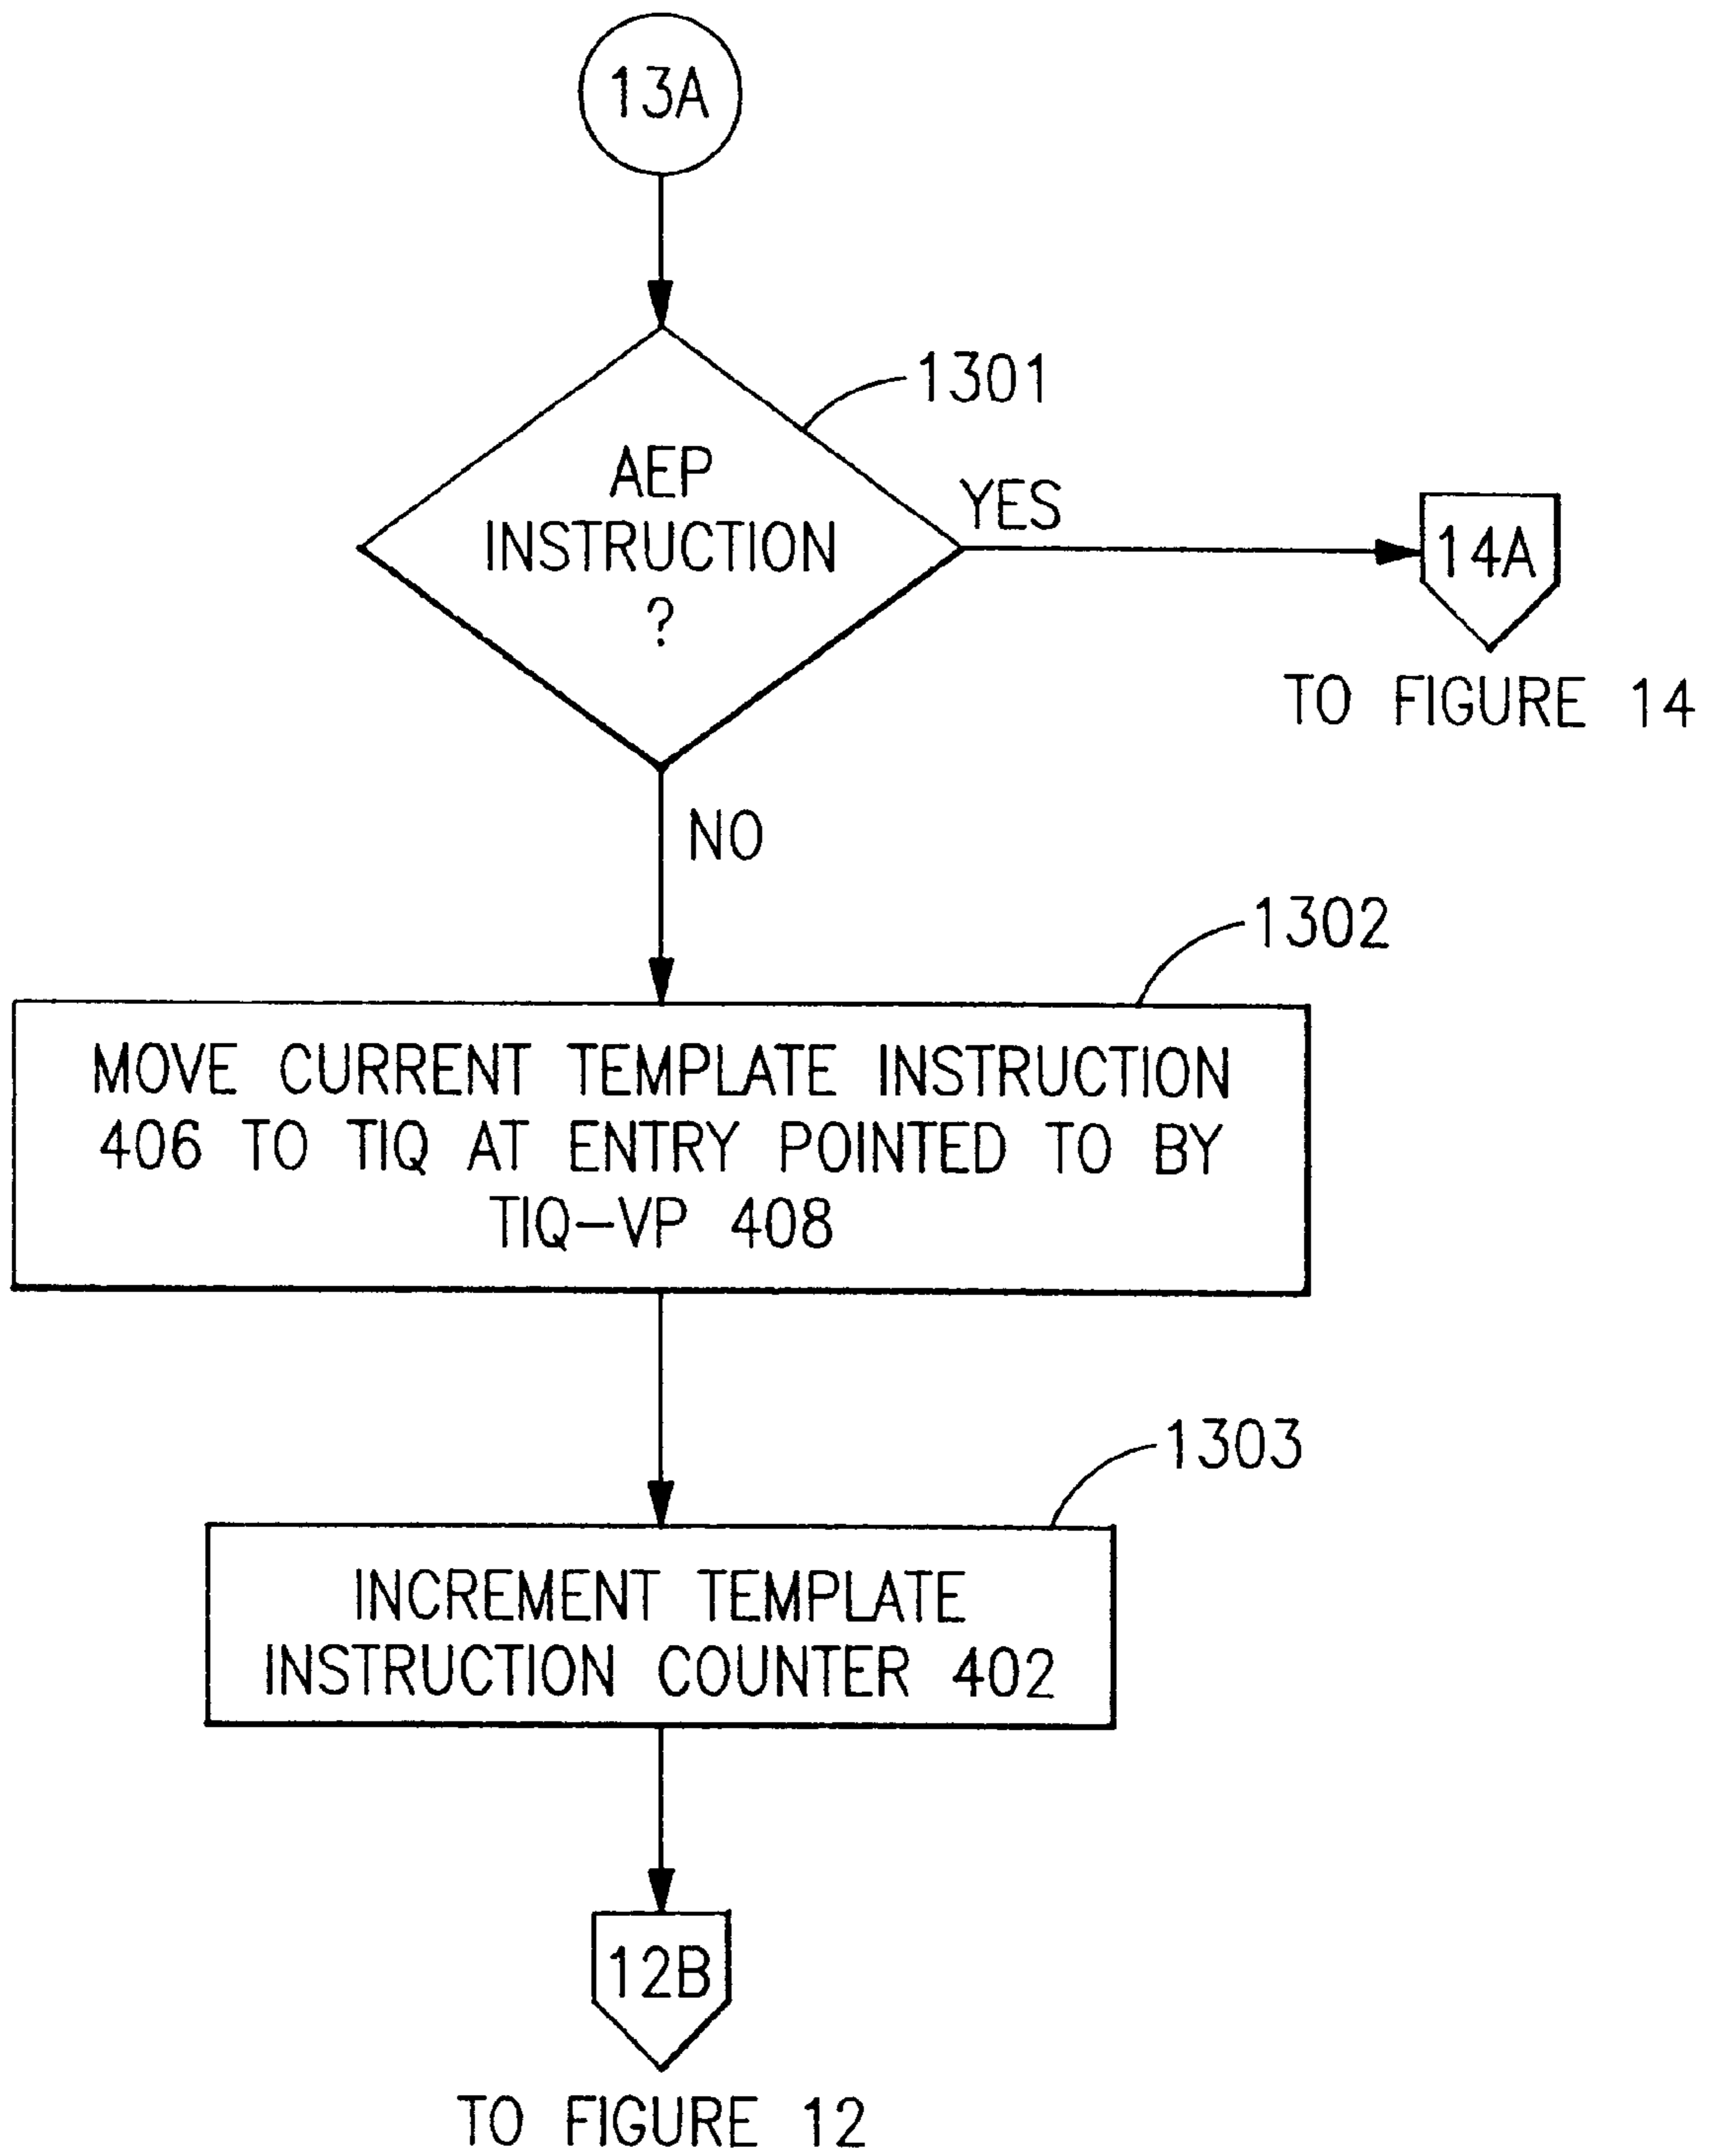 13A
1301
AEP
INSTRUCTION
?
YES
14A
TO FIGURE 14
NO
1302
MOVE CURRENT TEMPLATE INSTRUCTION
406 TO TIQ AT ENTRY POINTED TO BY
TIQ-VP 408
1303
INCREMENT TEMPLATE
INSTRUCTION COUNTER 402
12B
TO FIGURE 12